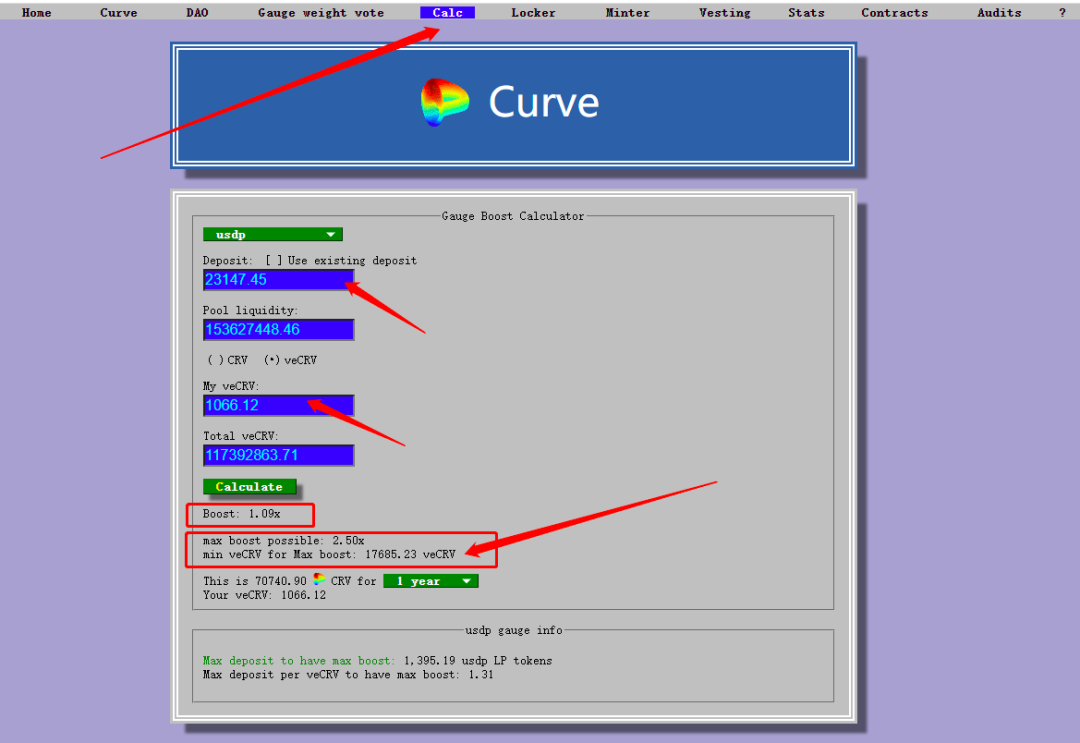 Home Curve DAO Gauge weight vote Calc Locker Minter Vesting Stats Contracts Audits ?
Curve
Gauge Boost Calculator
usdp
Deposit: [ ] Use existing deposit
23147.45
Pool liquidity:
153627448.46
( ) CRV (•) veCRV
My veCRV:
1066.12
Total veCRV:
117392863.71
Calculate
Boost: 1.09x
max boost possible: 2.50x
min veCRV for Max boost: 17685.23 veCRV
This is 70740.90 CRV for 1 year
Your veCRV: 1066.12
usdp gauge info
Max deposit to have max boost: 1,395.19 usdp LP tokens
Max deposit per veCRV to have max boost: 1.31